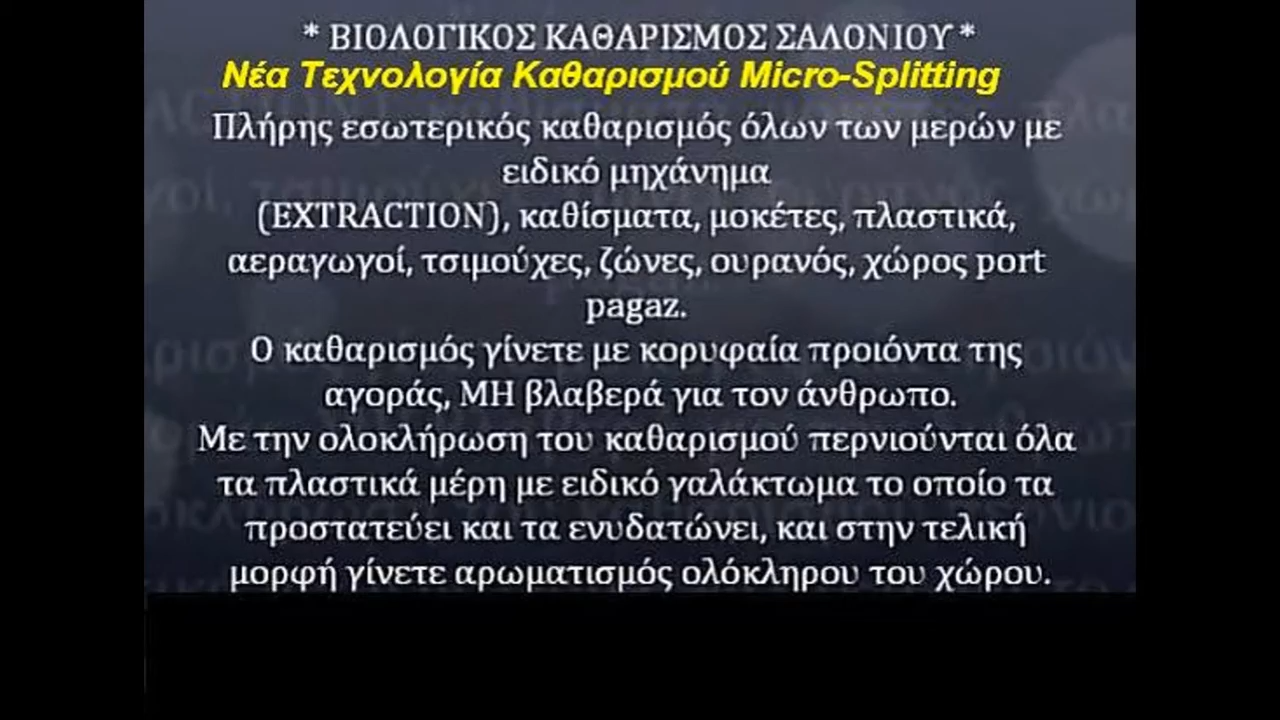 * ΒΙΟΛΟΓΙΚΟΣ ΚΑΘΑΡΙΣΜΟΣ ΣΑΛΟΝΙΟΥ *
Νέα Τεχνολογία Καθαρισμού Micro-Splitting
Πλήρης εσωτερικός καθαρισμός όλων των μερών με
ειδικό μηχάνημα
(EXTRACTION), καθίσματα, μοκέτες, πλαστικά,
αεραγωγοί, τσιμούχες, ζώνες, ουρανός, χώρος port
pagaz.
Ο καθαρισμός γίνετε με κορυφαία προιόντα της
αγοράς, ΜΗ βλαβερά για τον άνθρωπο.
Με την ολοκλήρωση του καθαρισμού περνιούνται όλα
τα πλαστικά μέρη με ειδικό γαλάκτωμα το οποίο τα
προστατεύει και τα ενυδατώνει, και στην τελική
μορφή γίνετε αρωματισμός ολόκληρου του χώρου.